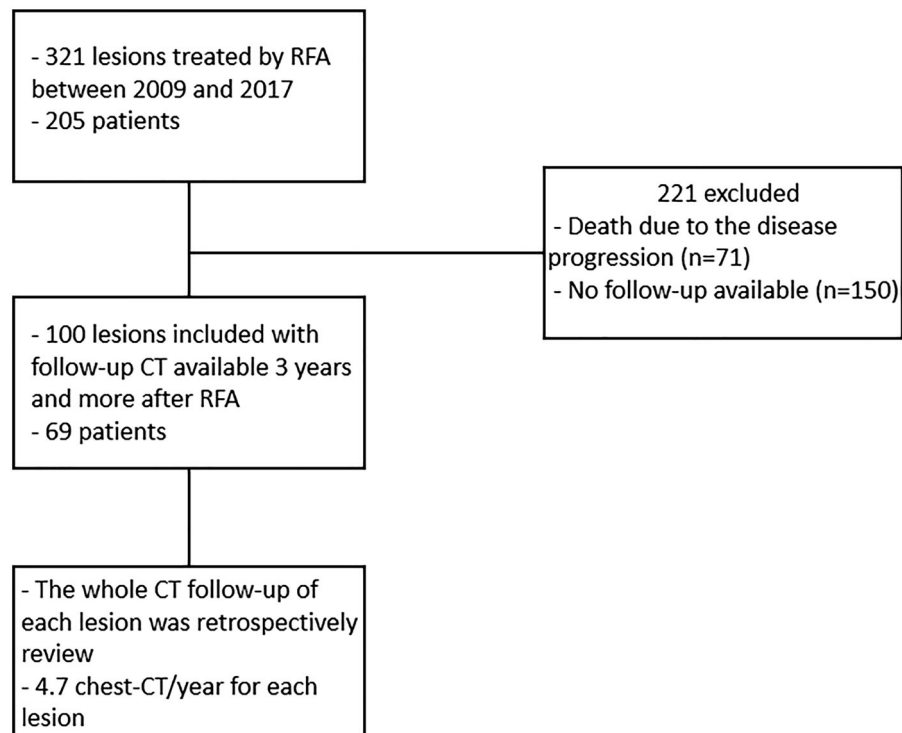 - 321 lesions treated by RFA
between 2009 and 2017
- 205 patients
221 excluded
- Death due to the disease
progression (n=71)
- No follow-up available (n=150)
- 100 lesions included with
follow-up CT available 3 years
and more after RFA
- 69 patients
- The whole CT follow-up of
each lesion was retrospectively
review
- 4.7 chest-CT/year for each
lesion